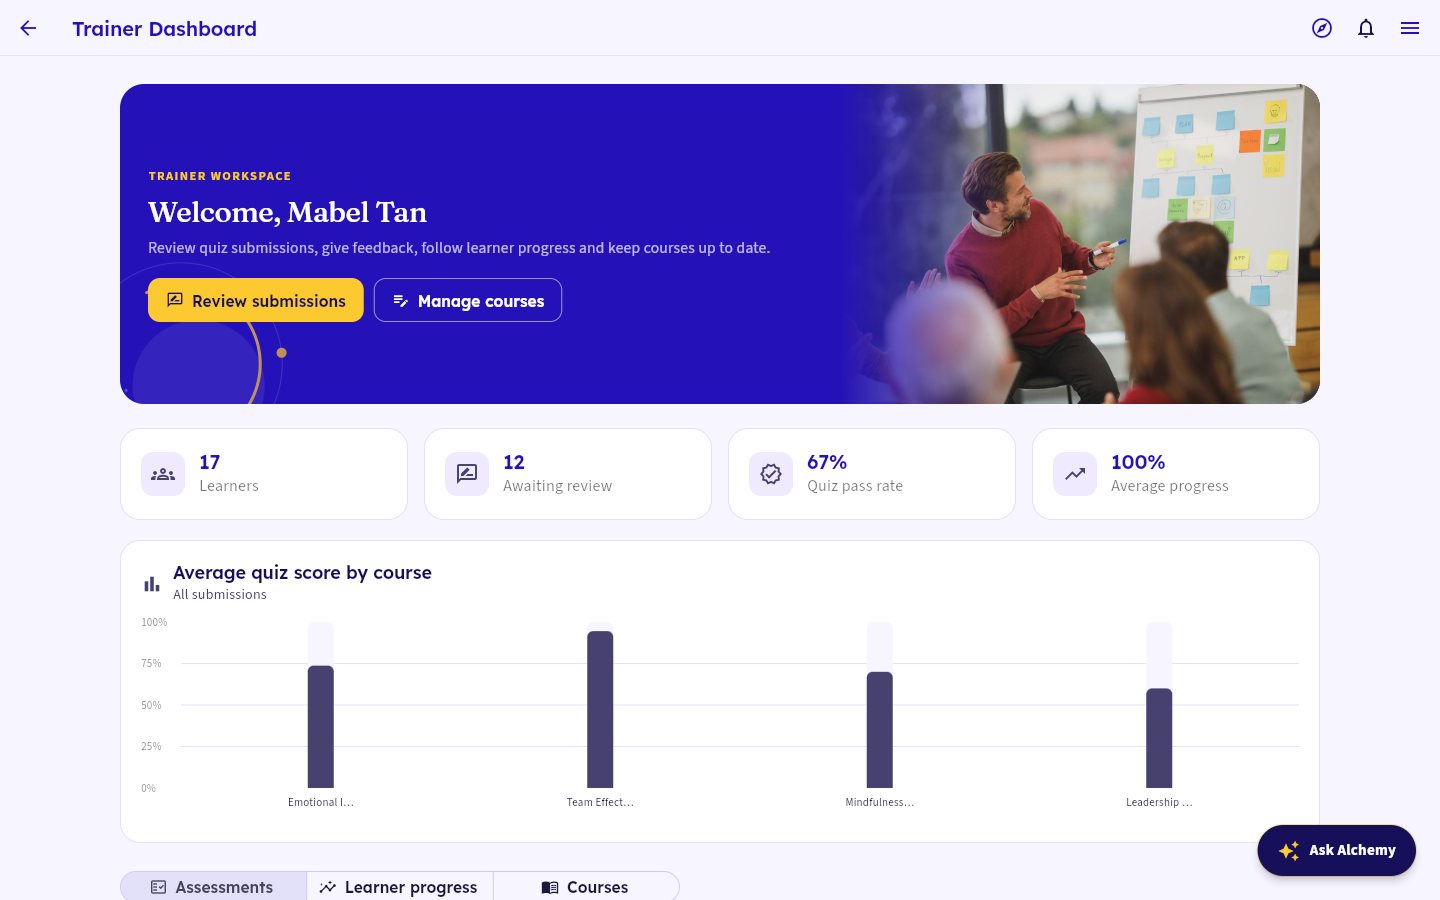 Trainer Dashboard
TRAINER WORKSPACE
Welcome, Mabel Tan
Review quiz submissions, give feedback, follow learner progress and keep courses up to date.
Review submissions
Manage courses
17
Learners
12
Awaiting review
67%
Quiz pass rate
100%
Average progress
Average quiz score by course
All submissions
100%
75%
50%
25%
0%
Emotional I...
Team Effect...
Mindfulness...
Leadership ...
Ask Alchemy
Assessments
Learner progress
Courses